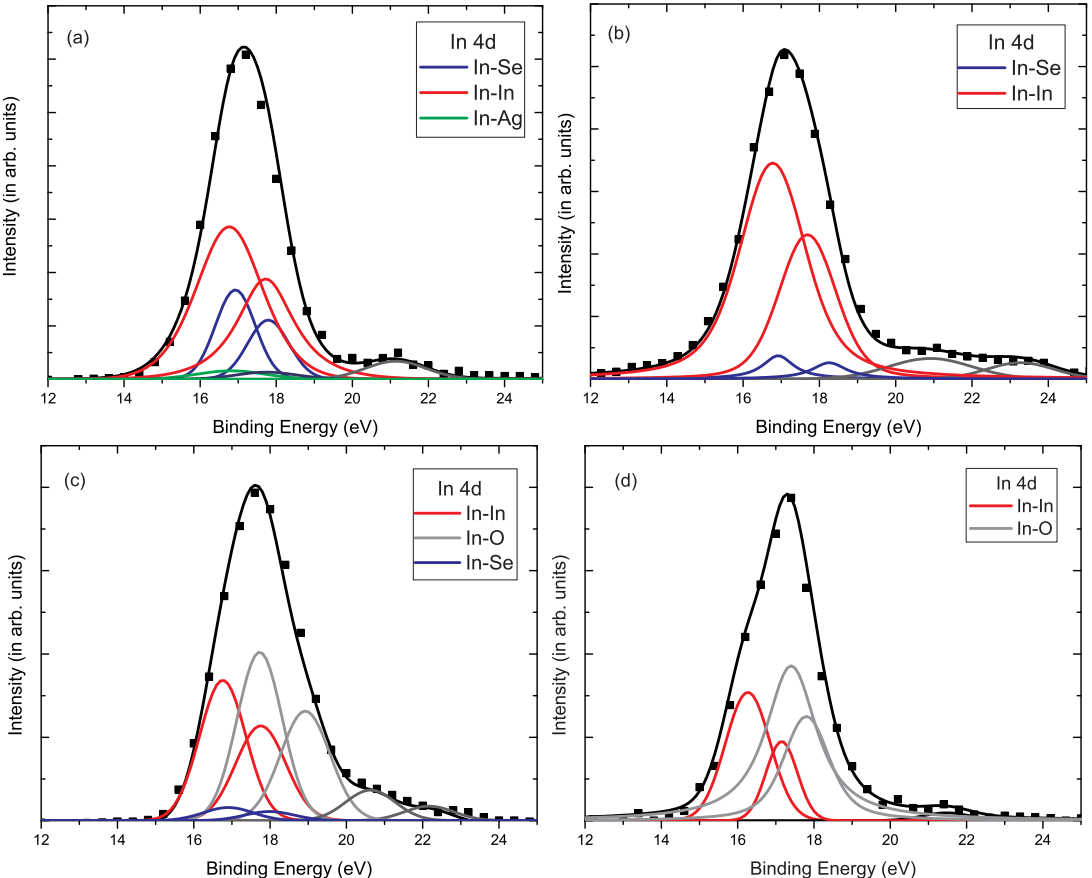 (a)
In 4d
In-Se
In-In
In-Ag
Intensity (in arb. units)
12 14 16 18 20 22 24
Binding Energy (eV)
(b)
In 4d
In-Se
In-In
Intensity (in arb. units)
12 14 16 18 20 22 24
Binding Energy (eV)
(c)
In 4d
In-In
In-O
In-Se
Intensity (in arb. units)
12 14 16 18 20 22 24
Binding Energy (eV)
(d)
In 4d
In-In
In-O
Intensity (in arb. units)
12 14 16 18 20 22 24
Binding Energy (eV)